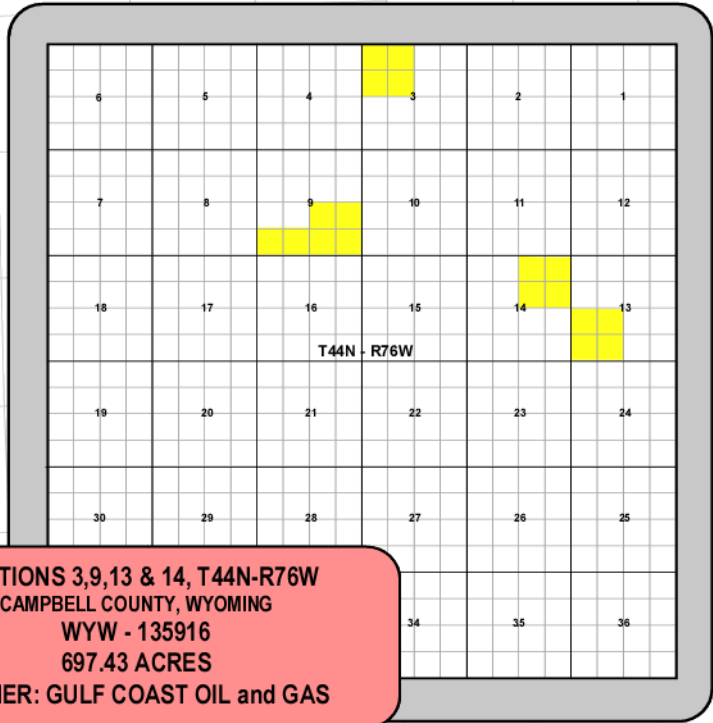 6 5 4 3 2 1
7 8 9 10 11 12
18 17 16 15 14 13
T44N - R76W
19 20 21 22 23 24
30 29 28 27 26 25
34 35 36
TIONS 3,9,13 & 14, T44N-R76W
CAMPBELL COUNTY, WYOMING
WYW - 135916
697.43 ACRES
IER: GULF COAST OIL and GAS